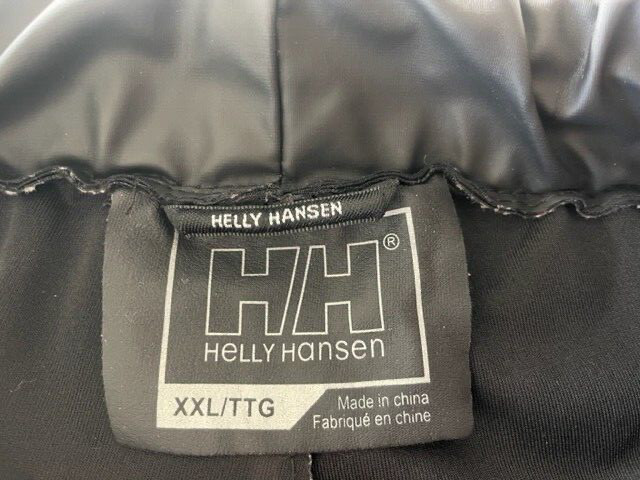 HELLY HANSEN
HH®
HeLLY Hansen
XXL/TTG
Made in china
Fabriqué en chine